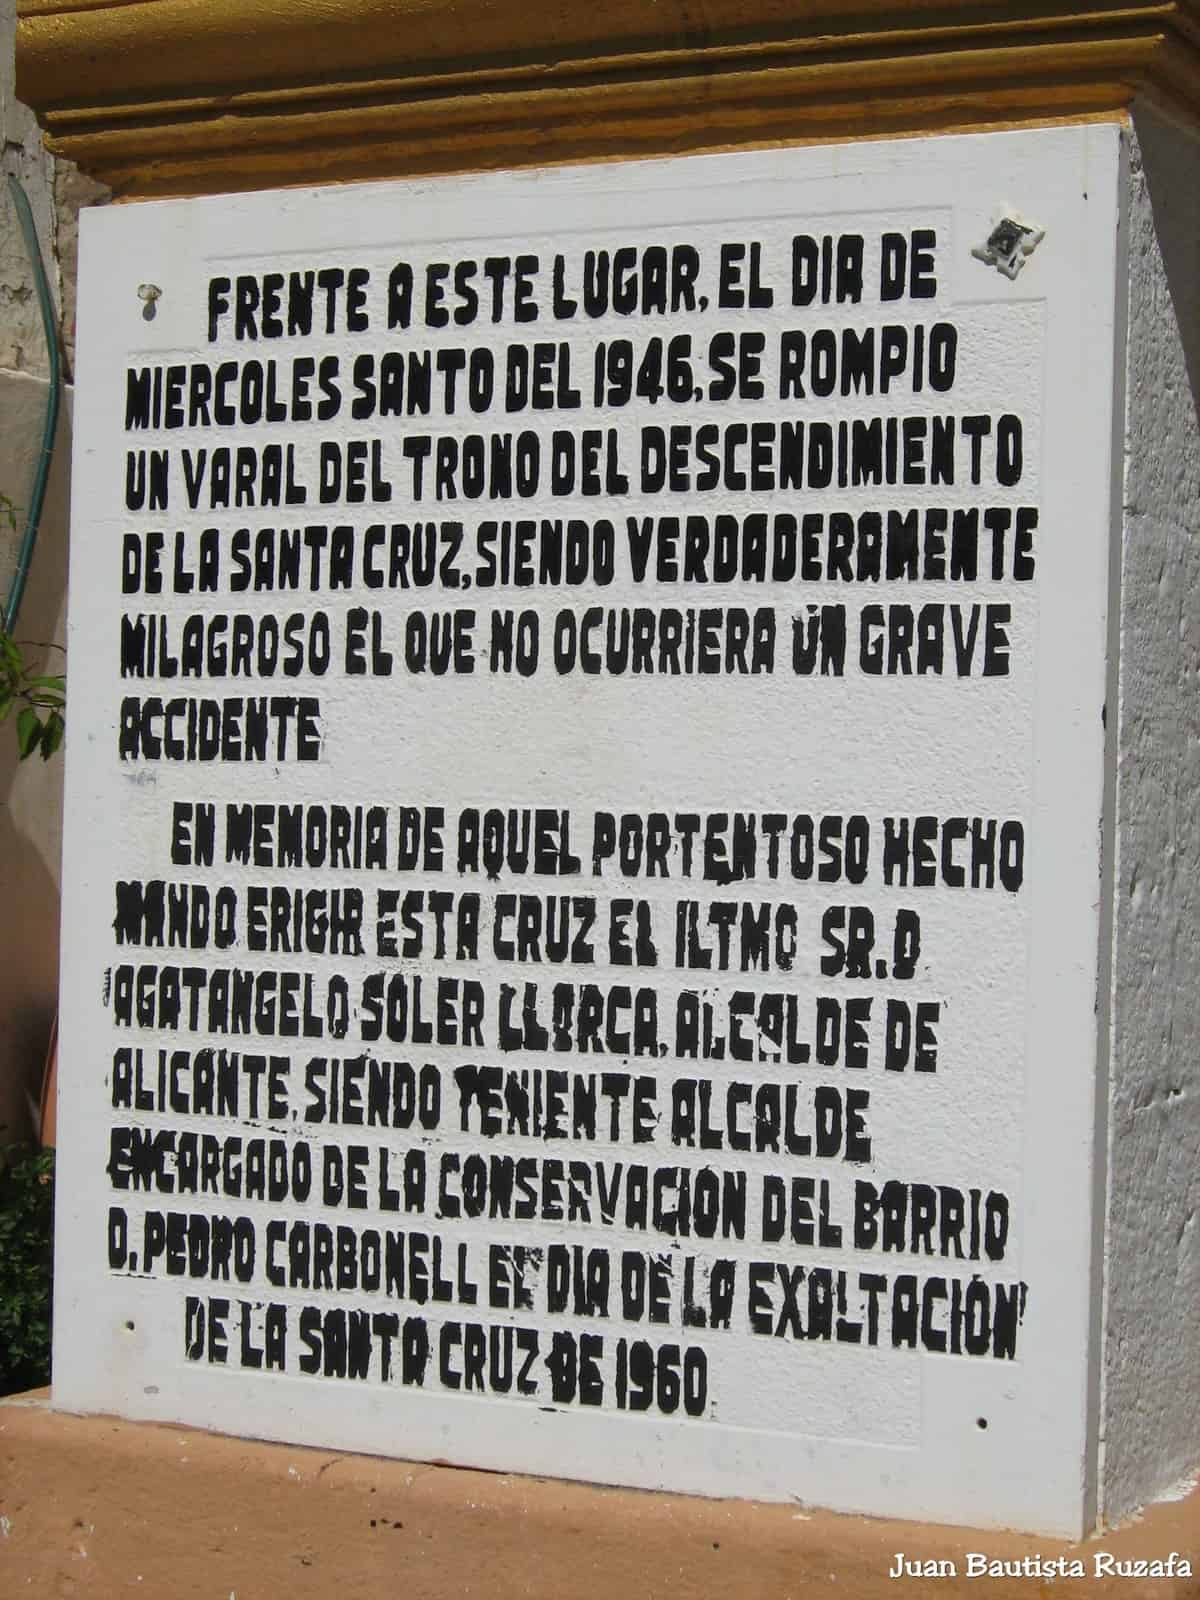 FRENTE A ESTE LUGAR, EL DIA DE
MIERCOLES SANTO DEL 1946, SE ROMPIO
UN VARAL DEL TRONO DEL DESCENDIMIENTO
DE LA SANTA CRUZ, SIENDO VERDADERAMENTE
MILAGROSO EL QUE NO OCURRIERA UN GRAVE
ACCIDENTE
EN MEMORIA DE AQUEL PORTENTOSO HECHO
MANDO ERIGIR ESTA CRUZ EL ILTMO SR. D
AGATANGELO SOLER LLORCA, ALCALDE DE
ALICANTE, SIENDO TENIENTE ALCALDE
ENCARGADO DE LA CONSERVACION DEL BARRIO
D. PEDRO CARBONELL EL DIA DE LA EXALTACIÓN
DE LA SANTA CRUZ DE 1960.
Juan Bautista Ruzafa